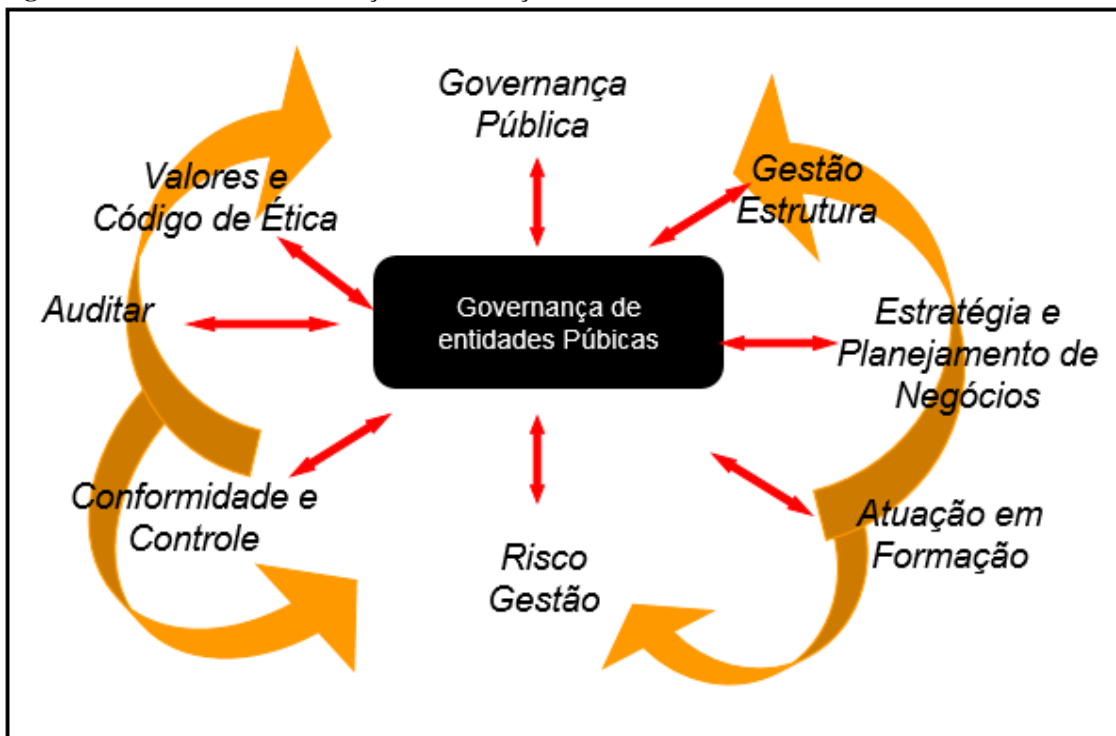 Governança
Pública
Valores e
Código de Ética
Gestão
Estrutura
Auditar
Governança de
entidades Púbicas
Estratégia e
Planejamento de
Negócios
Conformidade e
Controle
Risco
Gestão
Atuação em
Formação